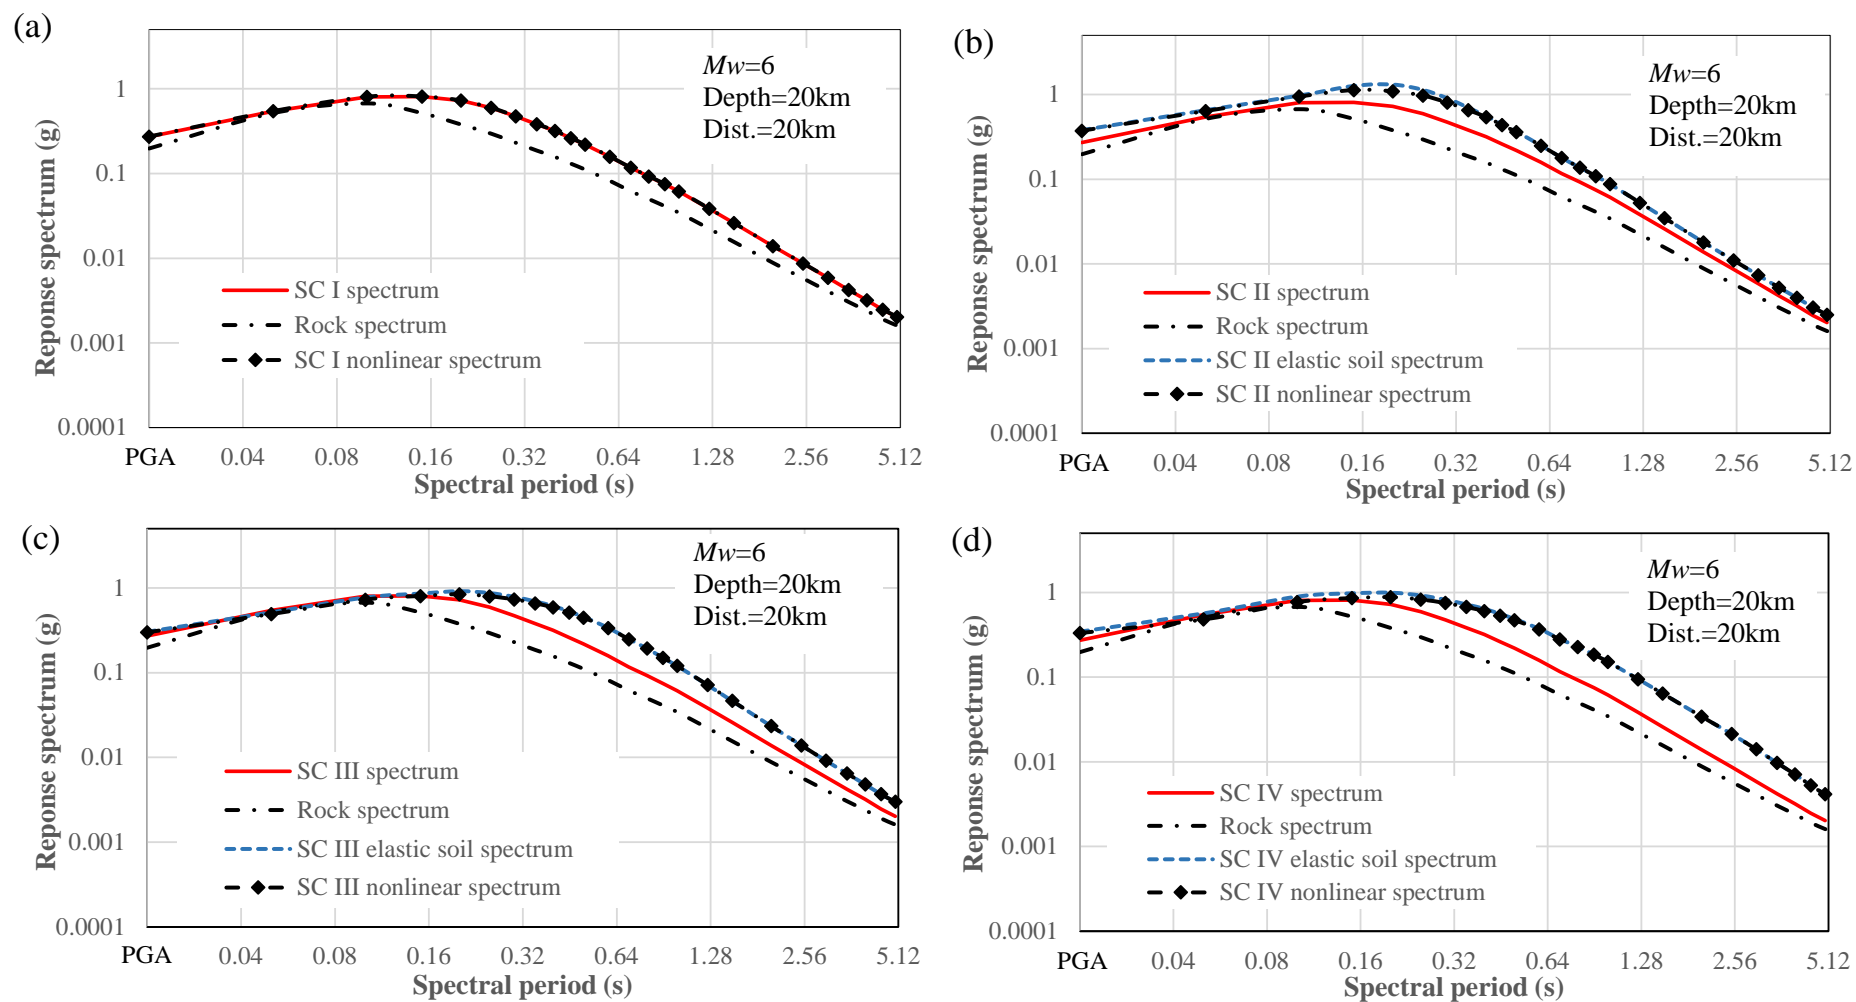 (a)
Mw=6
Depth=20km
Dist.=20km
Reponse spectrum (g)
1
0.1
0.01
0.001
0.0001
SC I spectrum
Rock spectrum
SC I nonlinear spectrum
PGA 0.04 0.08 0.16 0.32 0.64 1.28 2.56 5.12
Spectral period (s)
(b)
Mw=6
Depth=20km
Dist.=20km
Reponse spectrum (g)
1
0.1
0.01
0.001
0.0001
SC II spectrum
Rock spectrum
SC II elastic soil spectrum
SC II nonlinear spectrum
PGA 0.04 0.08 0.16 0.32 0.64 1.28 2.56 5.12
Spectral period (s)
(c)
Mw=6
Depth=20km
Dist.=20km
Reponse spectrum (g)
1
0.1
0.01
0.001
0.0001
SC III spectrum
Rock spectrum
SC III elastic soil spectrum
SC III nonlinear spectrum
PGA 0.04 0.08 0.16 0.32 0.64 1.28 2.56 5.12
Spectral period (s)
(d)
Mw=6
Depth=20km
Dist.=20km
Reponse spectrum (g)
1
0.1
0.01
0.001
0.0001
SC IV spectrum
Rock spectrum
SC IV elastic soil spectrum
SC IV nonlinear spectrum
PGA 0.04 0.08 0.16 0.32 0.64 1.28 2.56 5.12
Spectral period (s)